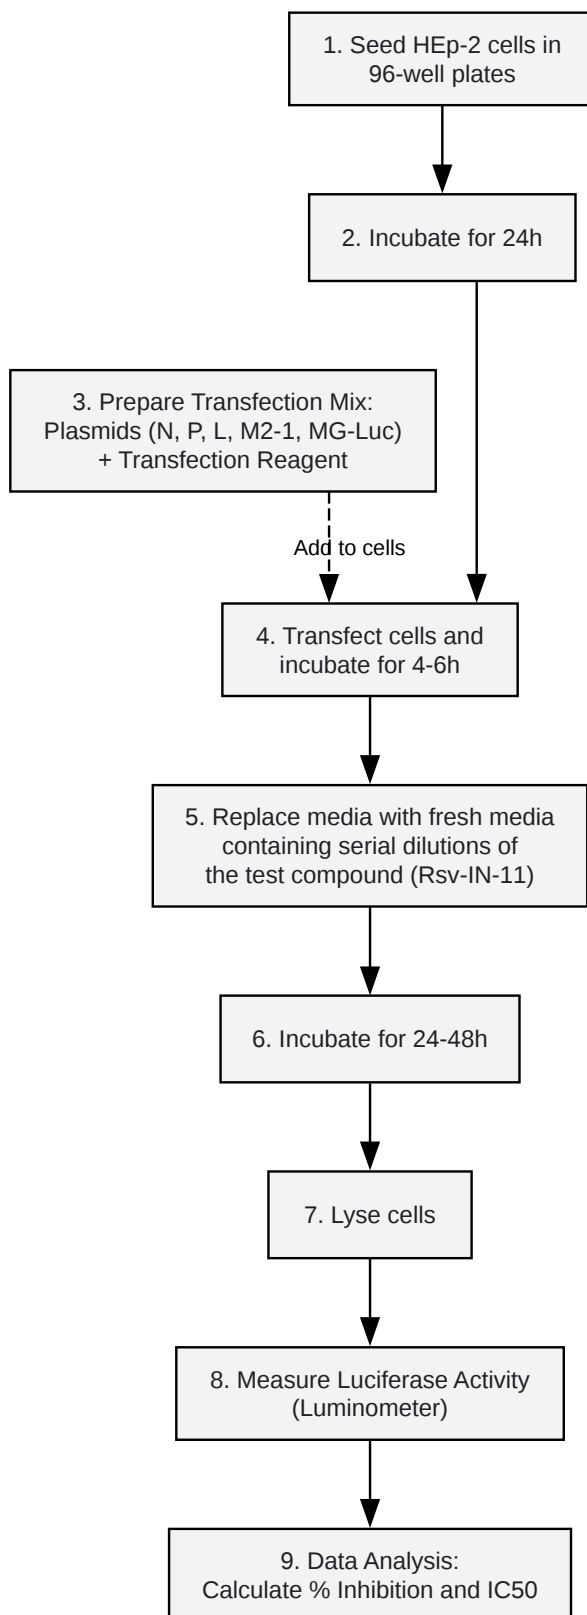 1. Seed HEp-2 cells in
96-well plates
2. Incubate for 24h
3. Prepare Transfection Mix:
Plasmids (N, P, L, M2-1, MG-Luc)
+ Transfection Reagent
Add to cells
4. Transfect cells and
incubate for 4-6h
5. Replace media with fresh media
containing serial dilutions of
the test compound (Rsv-IN-11)
6. Incubate for 24-48h
7. Lyse cells
8. Measure Luciferase Activity
(Luminometer)
9. Data Analysis:
Calculate % Inhibition and IC50